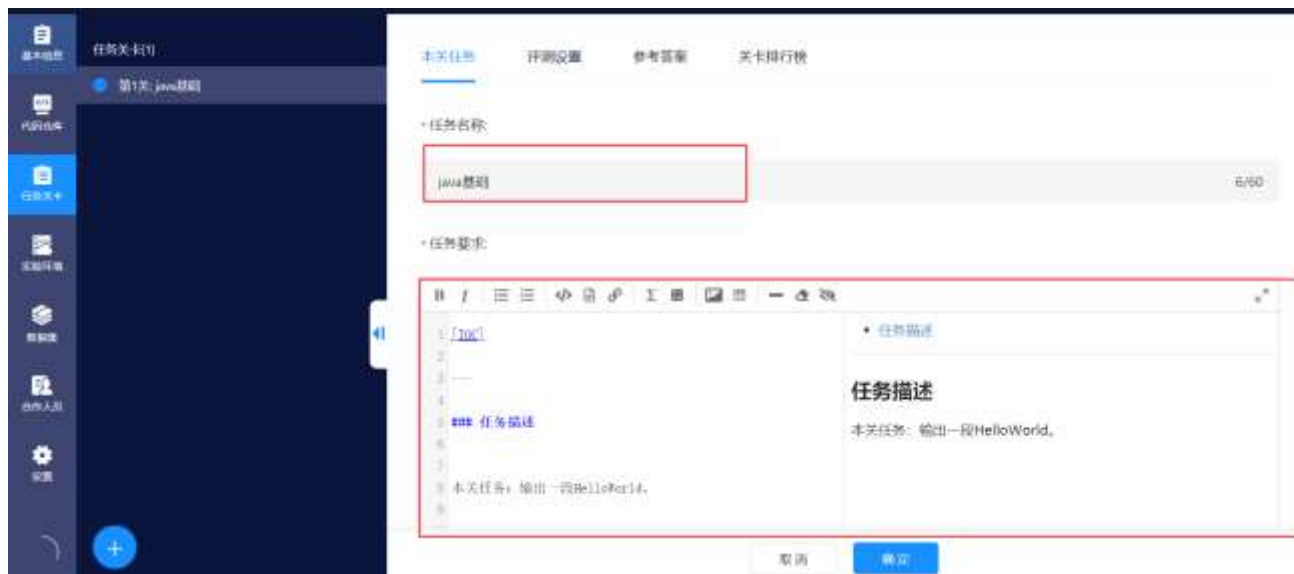 基本信息
代码仓库
任务关卡
实验环境
数据集
合作人员
设置
任务关卡(1)
第1关: java基础
本关任务 评测设置 参考答案 关卡排行榜
任务名称:
java基础 6/60
任务要求:
1 [TOC]
2
3 ---
4
5 ### 任务描述
6
7
8 本关任务：输出一段HelloWorld。
9
任务描述
任务描述
本关任务：输出一段HelloWorld。
取消 确定